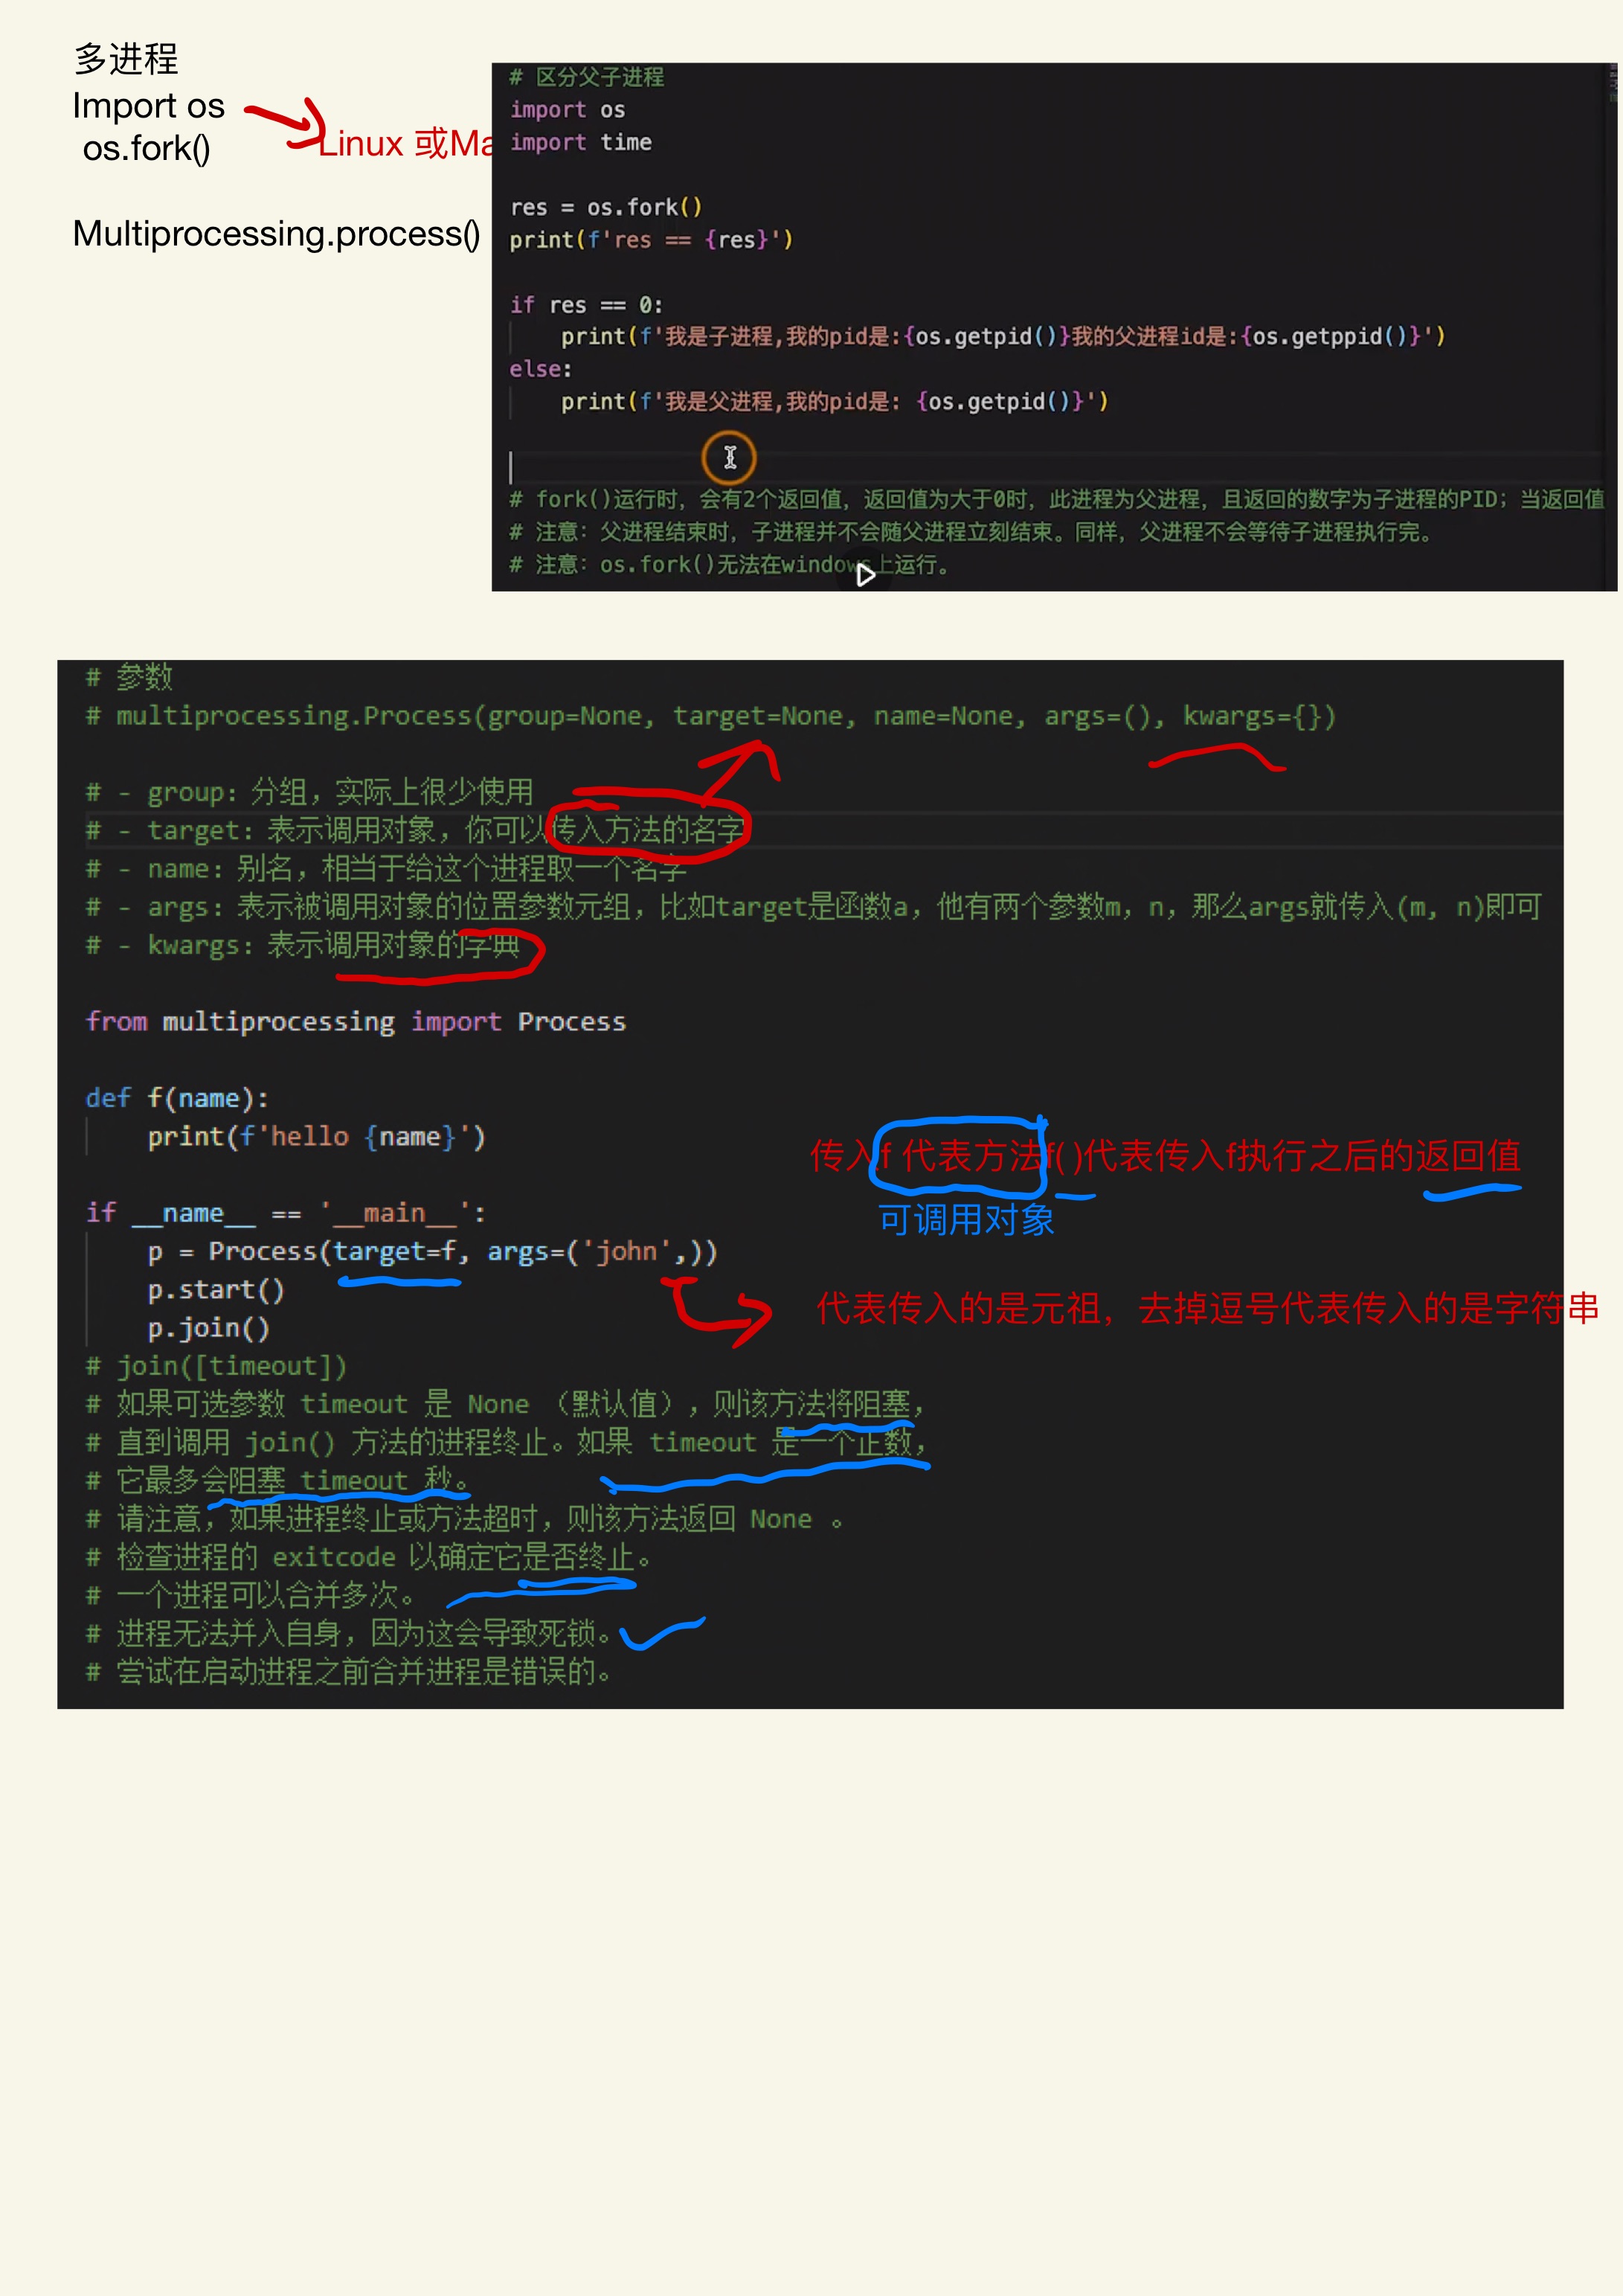 多进程
Import os
os.fork()
Linux 或Ma
Multiprocessing.process()
# 区分父子进程
import os
import time
res = os.fork()
print(f'res == {res}')
if res == 0:
print(f'我是子进程,我的pid是:{os.getpid()}我的父进程id是:{os.getppid()}')
else:
print(f'我是父进程,我的pid是: {os.getpid()}')
# fork()运行时，会有2个返回值，返回值为大于0时，此进程为父进程，且返回的数字为子进程的PID；当返回值
# 注意：父进程结束时，子进程并不会随父进程立刻结束。同样，父进程不会等待子进程执行完。
# 注意：os.fork()无法在windows上运行。
# 参数
# multiprocessing.Process(group=None, target=None, name=None, args=(), kwargs={})
# - group：分组，实际上很少使用
# - target：表示调用对象，你可以传入方法的名字
# - name：别名，相当于给这个进程取一个名字
# - args：表示被调用对象的位置参数元组，比如target是函数a，他有两个参数m，n，那么args就传入(m, n)即可
# - kwargs：表示调用对象的字典
from multiprocessing import Process
def f(name):
print(f'hello {name}')
传入f 代表方法f( )代表传入f执行之后的返回值
可调用对象
if __name__ == '__main__':
p = Process(target=f, args=('john',))
p.start()
代表传入的是元祖，去掉逗号代表传入的是字符串
p.join()
# join([timeout])
# 如果可选参数 timeout 是 None （默认值），则该方法将阻塞，
# 直到调用 join() 方法的进程终止。如果 timeout 是一个正数，
# 它最多会阻塞 timeout 秒。
# 请注意，如果进程终止或方法超时，则该方法返回 None 。
# 检查进程的 exitcode 以确定它是否终止。
# 一个进程可以合并多次。
# 进程无法并入自身，因为这会导致死锁。
# 尝试在启动进程之前合并进程是错误的。